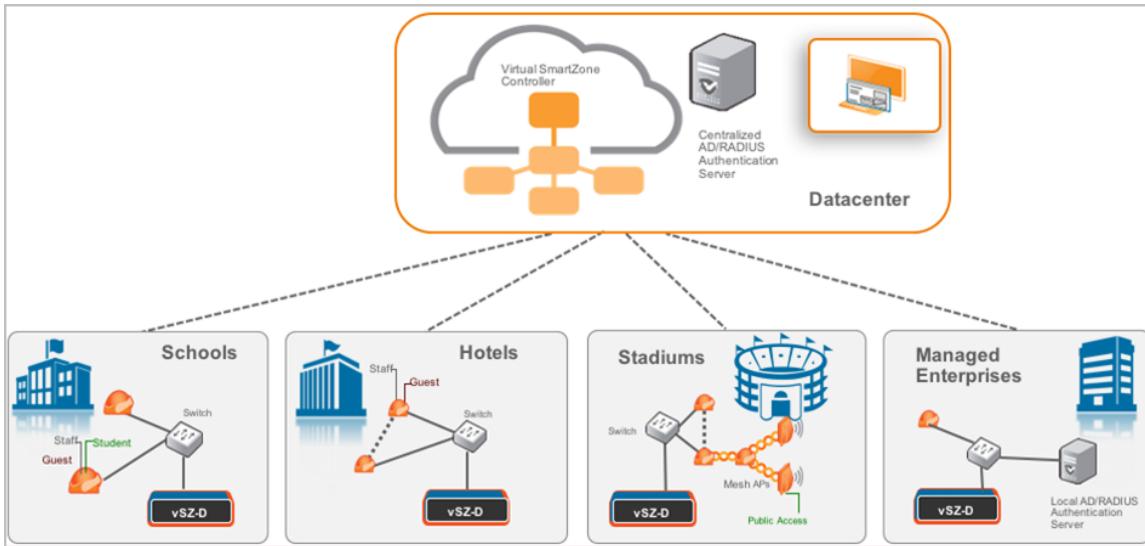 Virtual SmartZone
Controller
Centralized
AD/RADIUS
Authentication
Server
Datacenter
Schools
Switch
Staff
Student
Guest
vSZ-D
Hotels
Staff
Guest
Switch
vSZ-D
Stadiums
Switch
Mesh APs
Public Access
vSZ-D
Managed
Enterprises
vSZ-D
Local AD/RADIUS
Authentication
Server